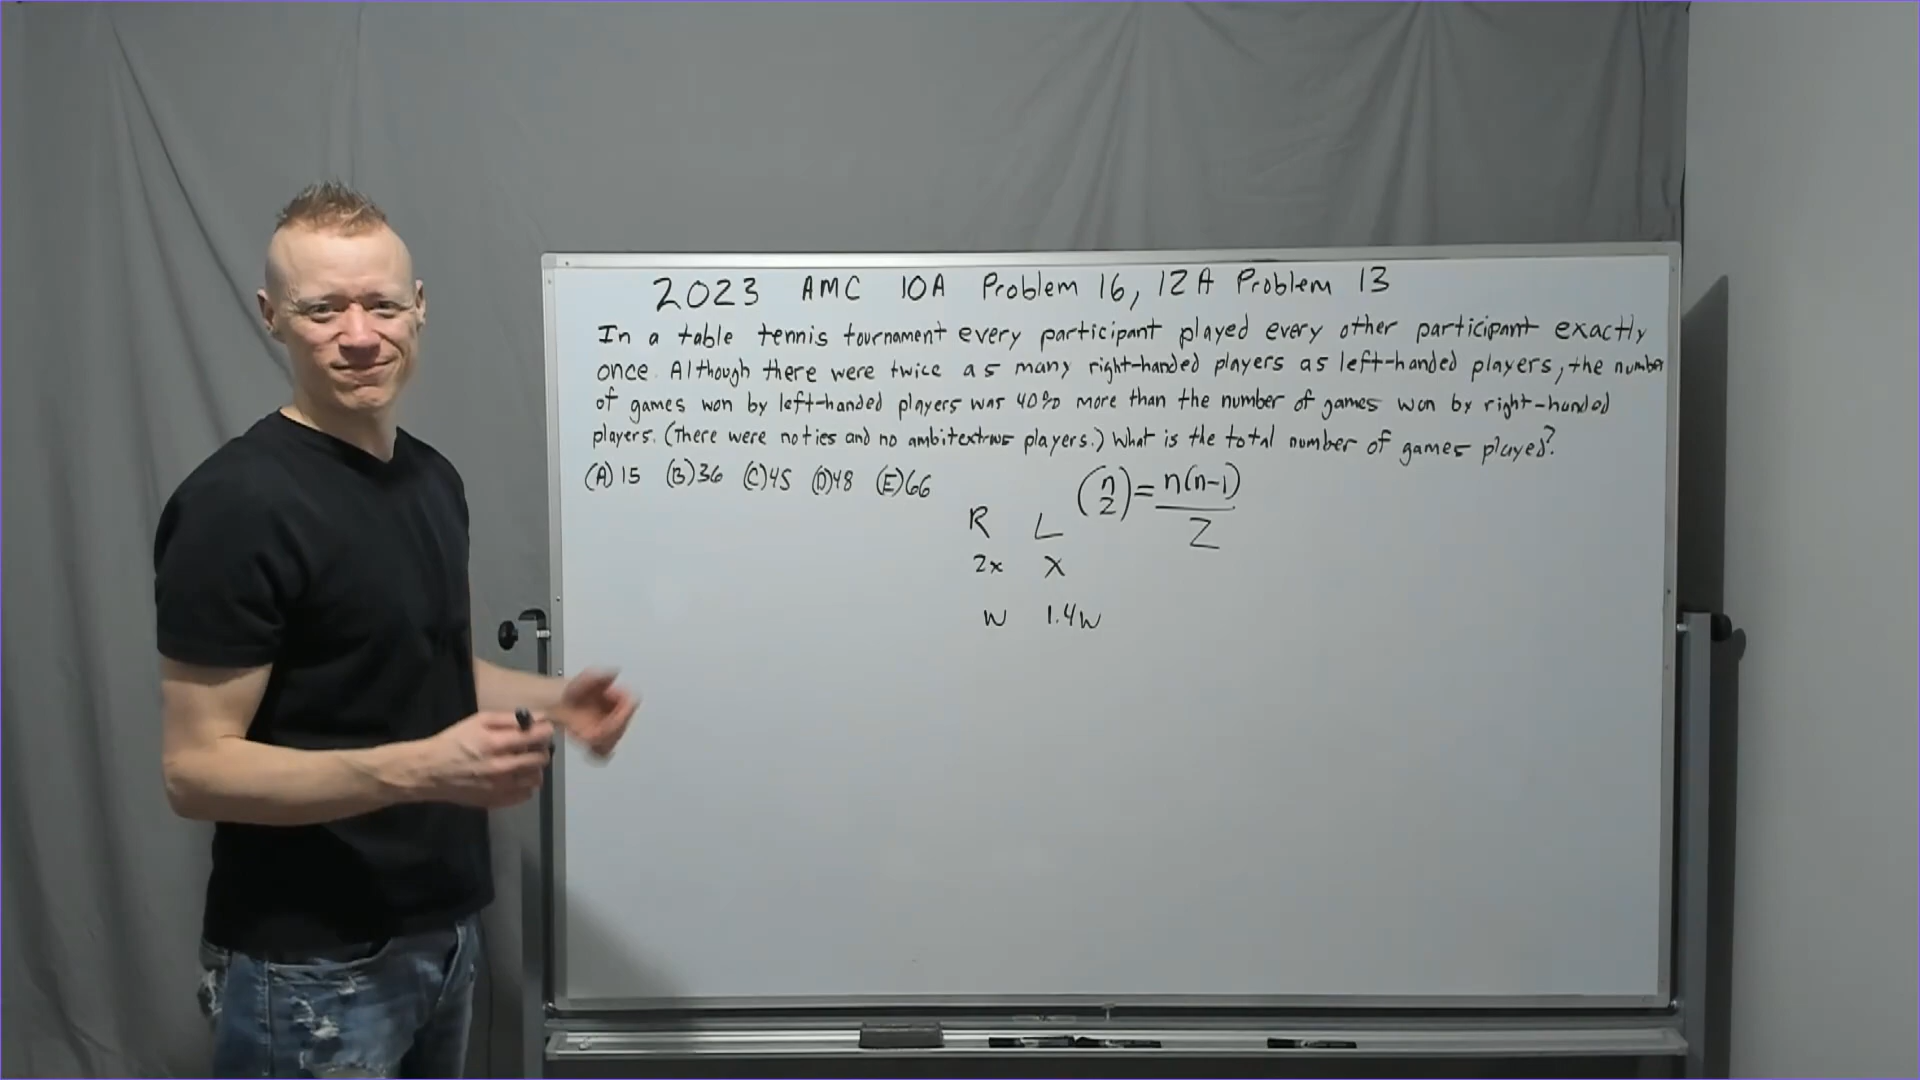 2023 AMC 10A Problem 16, 12A Problem 13
In a table tennis tournament every participant played every other participant exactly
once. Although there were twice as many right-handed players as left-handed players, the number
of games won by left-handed players was 40% more than the number of games won by right-handed
players. (There were no ties and no players.) What is the total number of games played?
(A) 15 (B) 36 (C) 45 (D) 48 (E) 66
(n 2) = n(n-1)/2
R L
2x x
w 1.4w